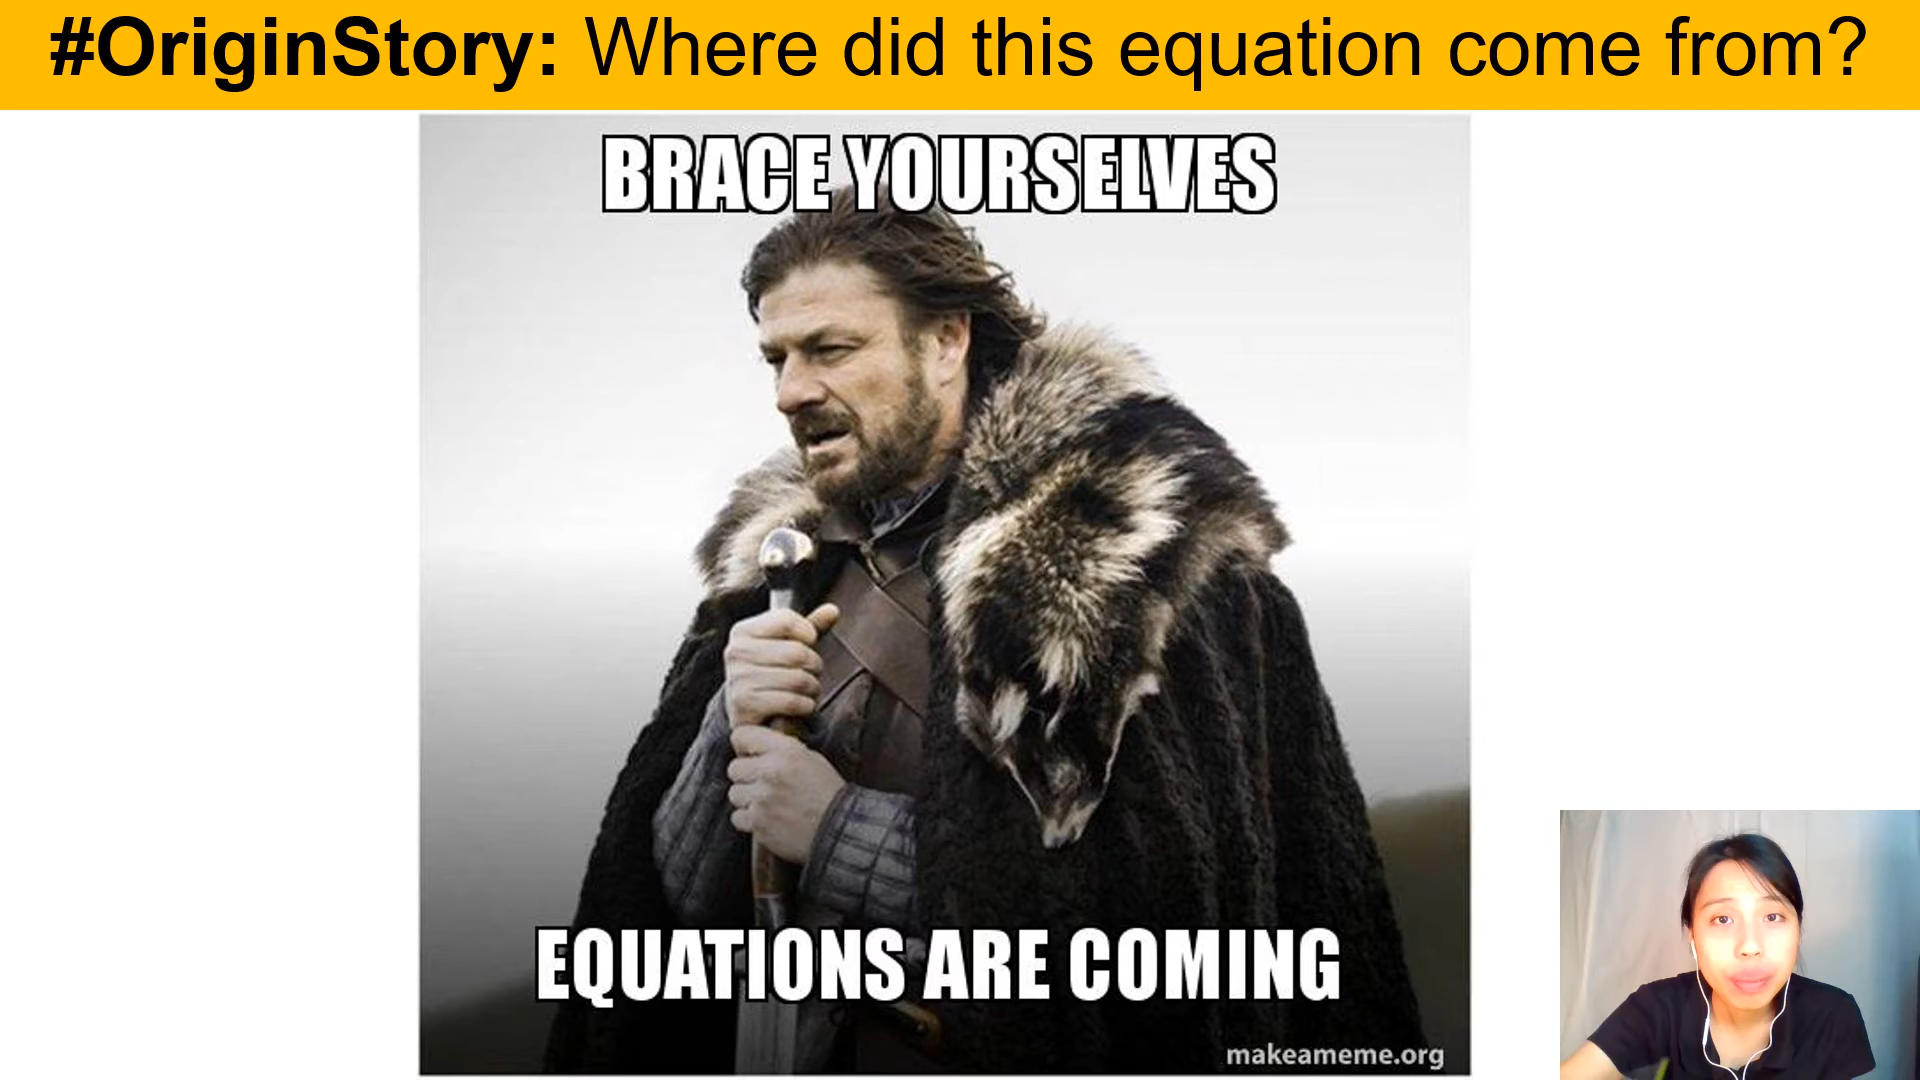 #OriginStory: Where did this equation come from?
BRACE YOURSELVES
EQUATIONS ARE COMING
makeameme.org